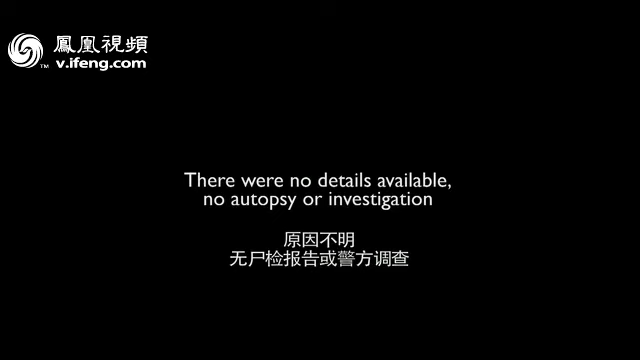 鳳凰視頻
TM v.ifeng.com
There were no details available,
no autopsy or investigation
原因不明
无尸检报告或警方调查